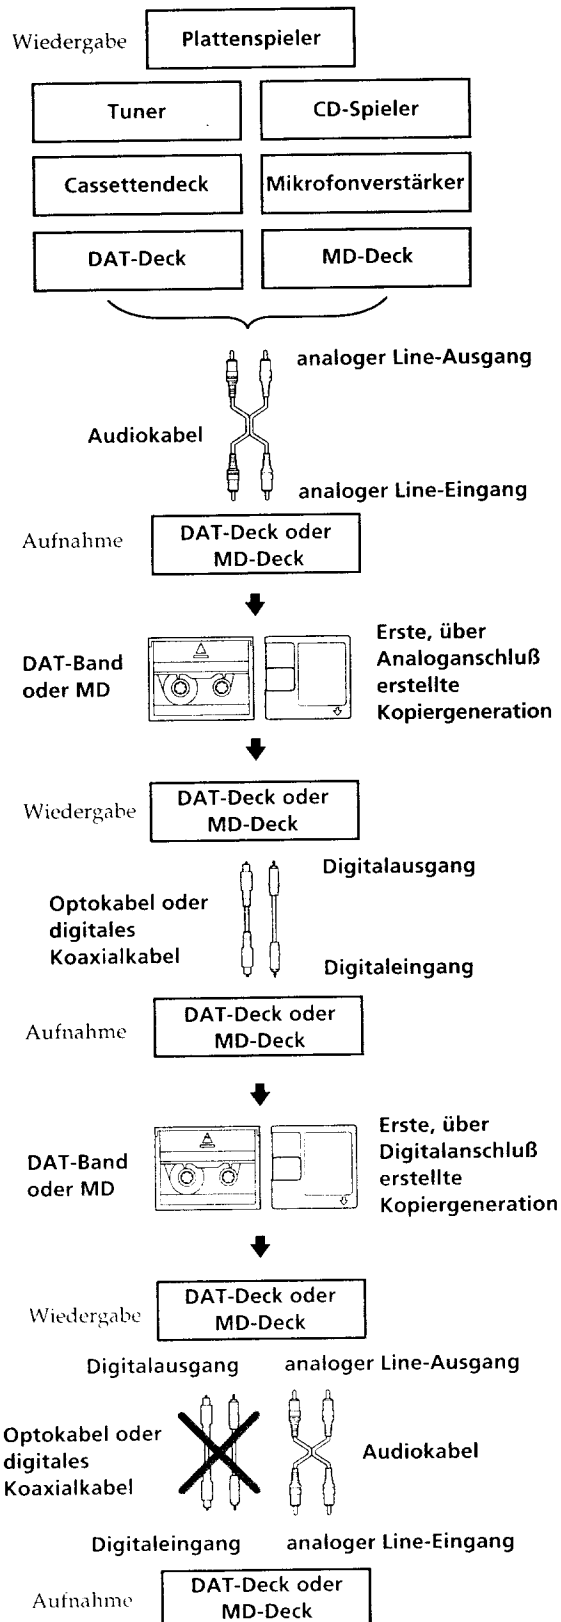 Wiedergabe
Plattenspieler
Tuner
CD-Spieler
Cassettendeck
Mikrofonverstärker
DAT-Deck
MD-Deck
analoger Line-Ausgang
Audiokabel
analoger Line-Eingang
Aufnahme
DAT-Deck oder
MD-Deck
DAT-Band
oder MD
Erste, über
Analoganschluß
erstellte
Kopiergeneration
Wiedergabe
DAT-Deck oder
MD-Deck
Digitalausgang
Optokabel oder
digitales
Koaxialkabel
Digitaleingang
Aufnahme
DAT-Deck oder
MD-Deck
DAT-Band
oder MD
Erste, über
Digitalanschluß
erstellte
Kopiergeneration
Wiedergabe
DAT-Deck oder
MD-Deck
Digitalausgang
analoger Line-Ausgang
Optokabel oder
digitales
Koaxialkabel
Audiokabel
Digitaleingang
analoger Line-Eingang
Aufnahme
DAT-Deck oder
MD-Deck